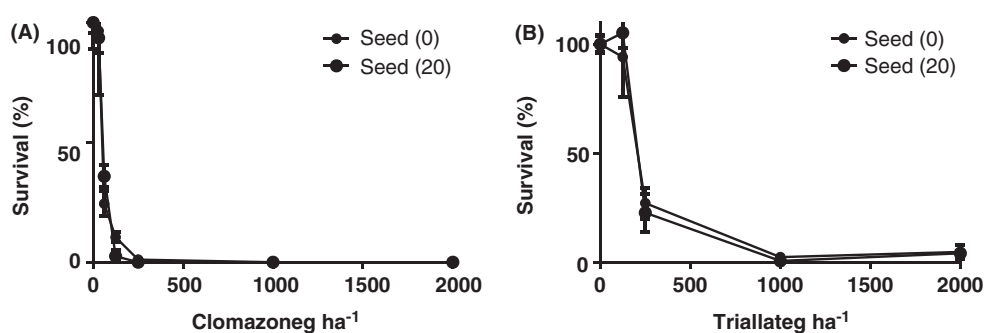 (A)
Seed (0)
Seed (20)
Survival (%)
100
50
0
0 500 1000 1500 2000
Clomazoneg ha-1
(B)
Seed (0)
Seed (20)
Survival (%)
100
50
0
0 500 1000 1500 2000
Triallateg ha-1